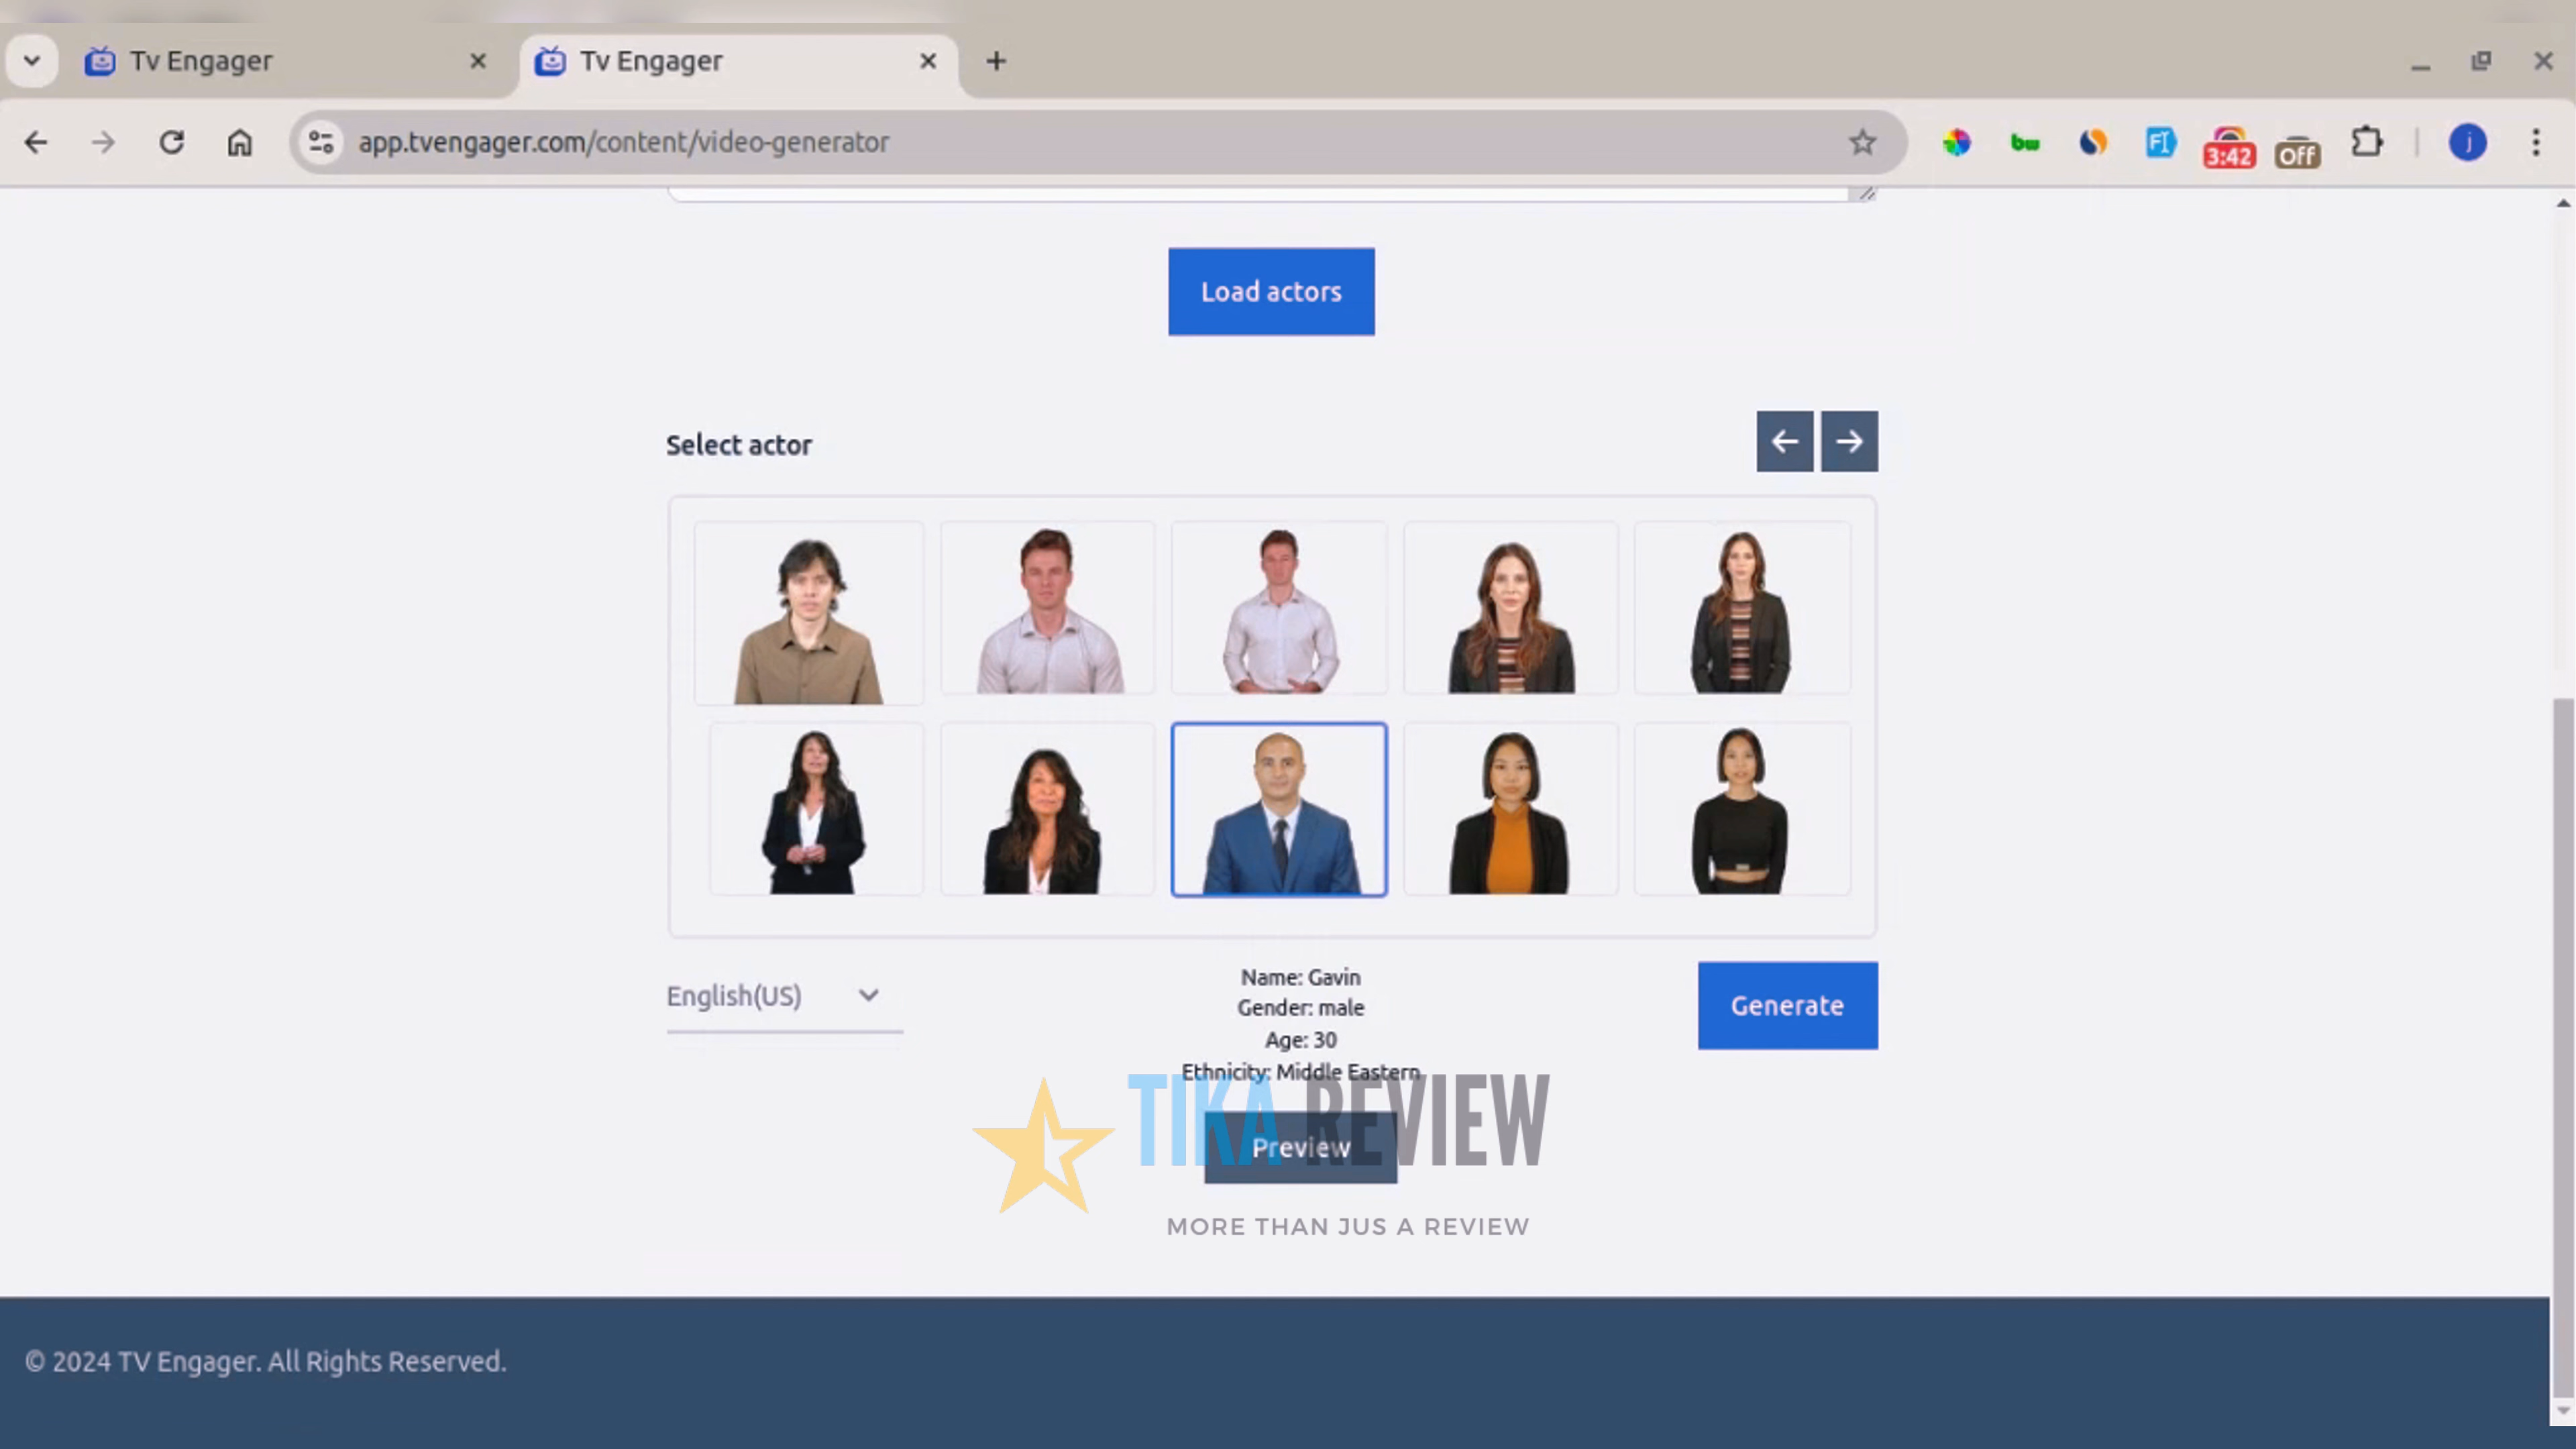 Tv Engager
Tv Engager
app.tvengager.com/content/video-generator
bw
FI
3:42
Off
j
Load actors
Select actor
English(US)
Name: Gavin
Gender: male
Age: 30
Ethnicity: Middle Eastern
Generate
TIKA REVIEW
Preview
MORE THAN JUS A REVIEW
© 2024 TV Engager. All Rights Reserved.